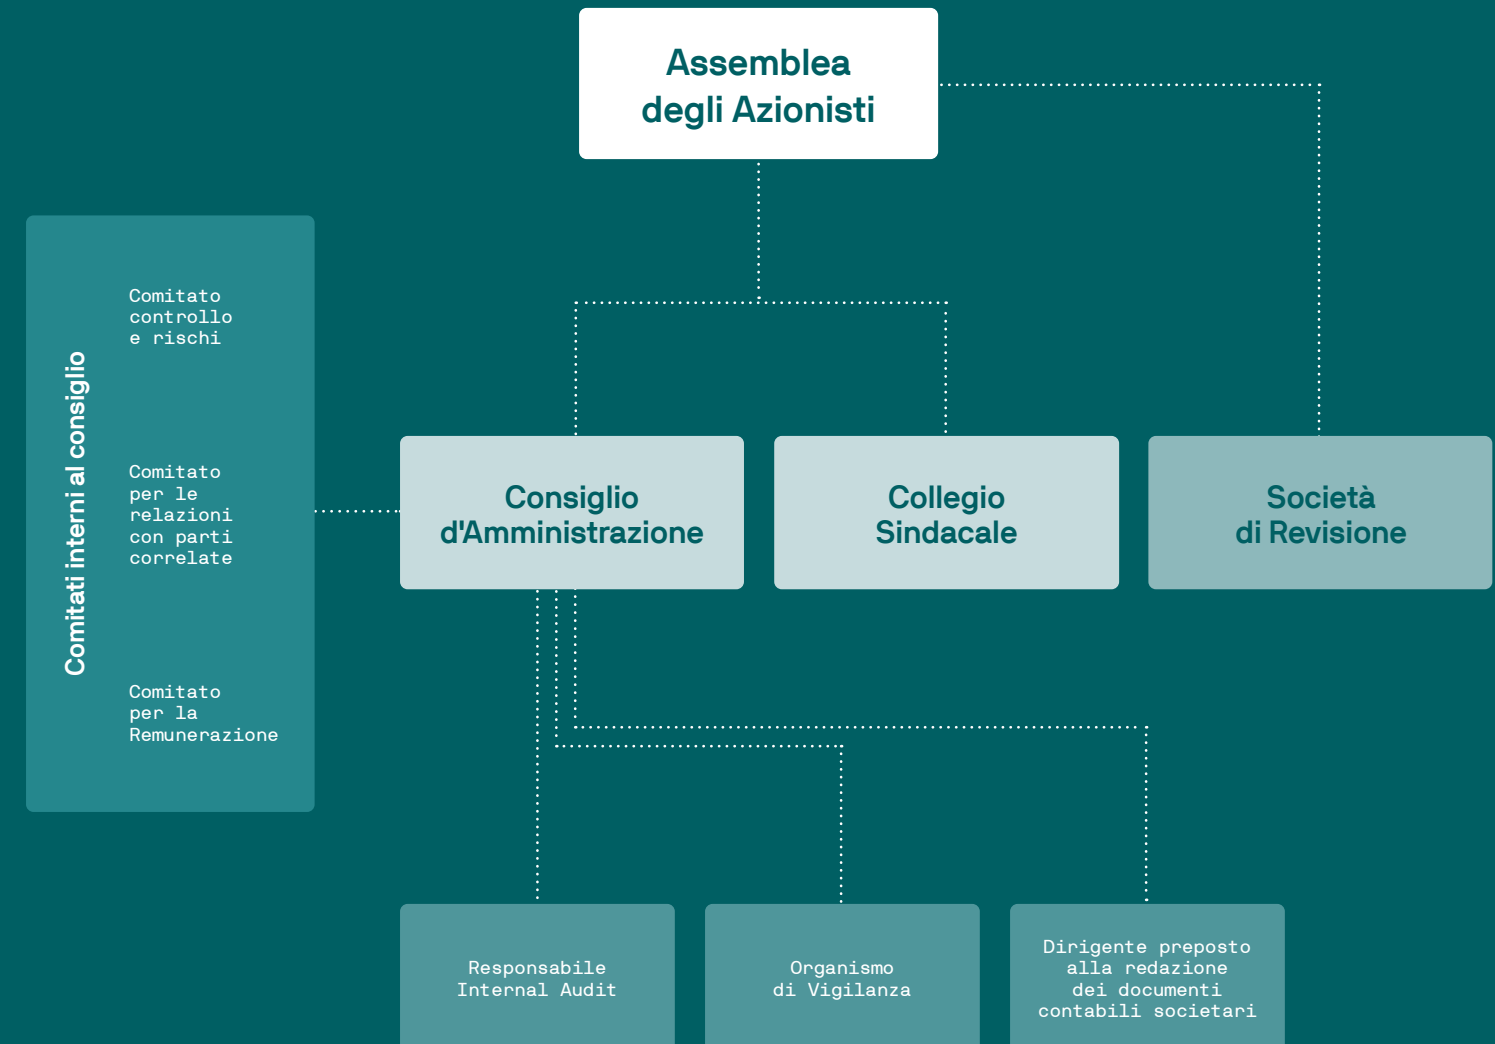 Assemblea
degli Azionisti
Comitati interni al consiglio
Comitato
controllo
e rischi
Comitato
per le
relazioni
con parti
correlate
Comitato
per la
Remunerazione
Consiglio
d'Amministrazione
Collegio
Sindacale
Società
di Revisione
Responsabile
Internal Audit
Organismo
di Vigilanza
Dirigente preposto
alla redazione
dei documenti
contabili societari